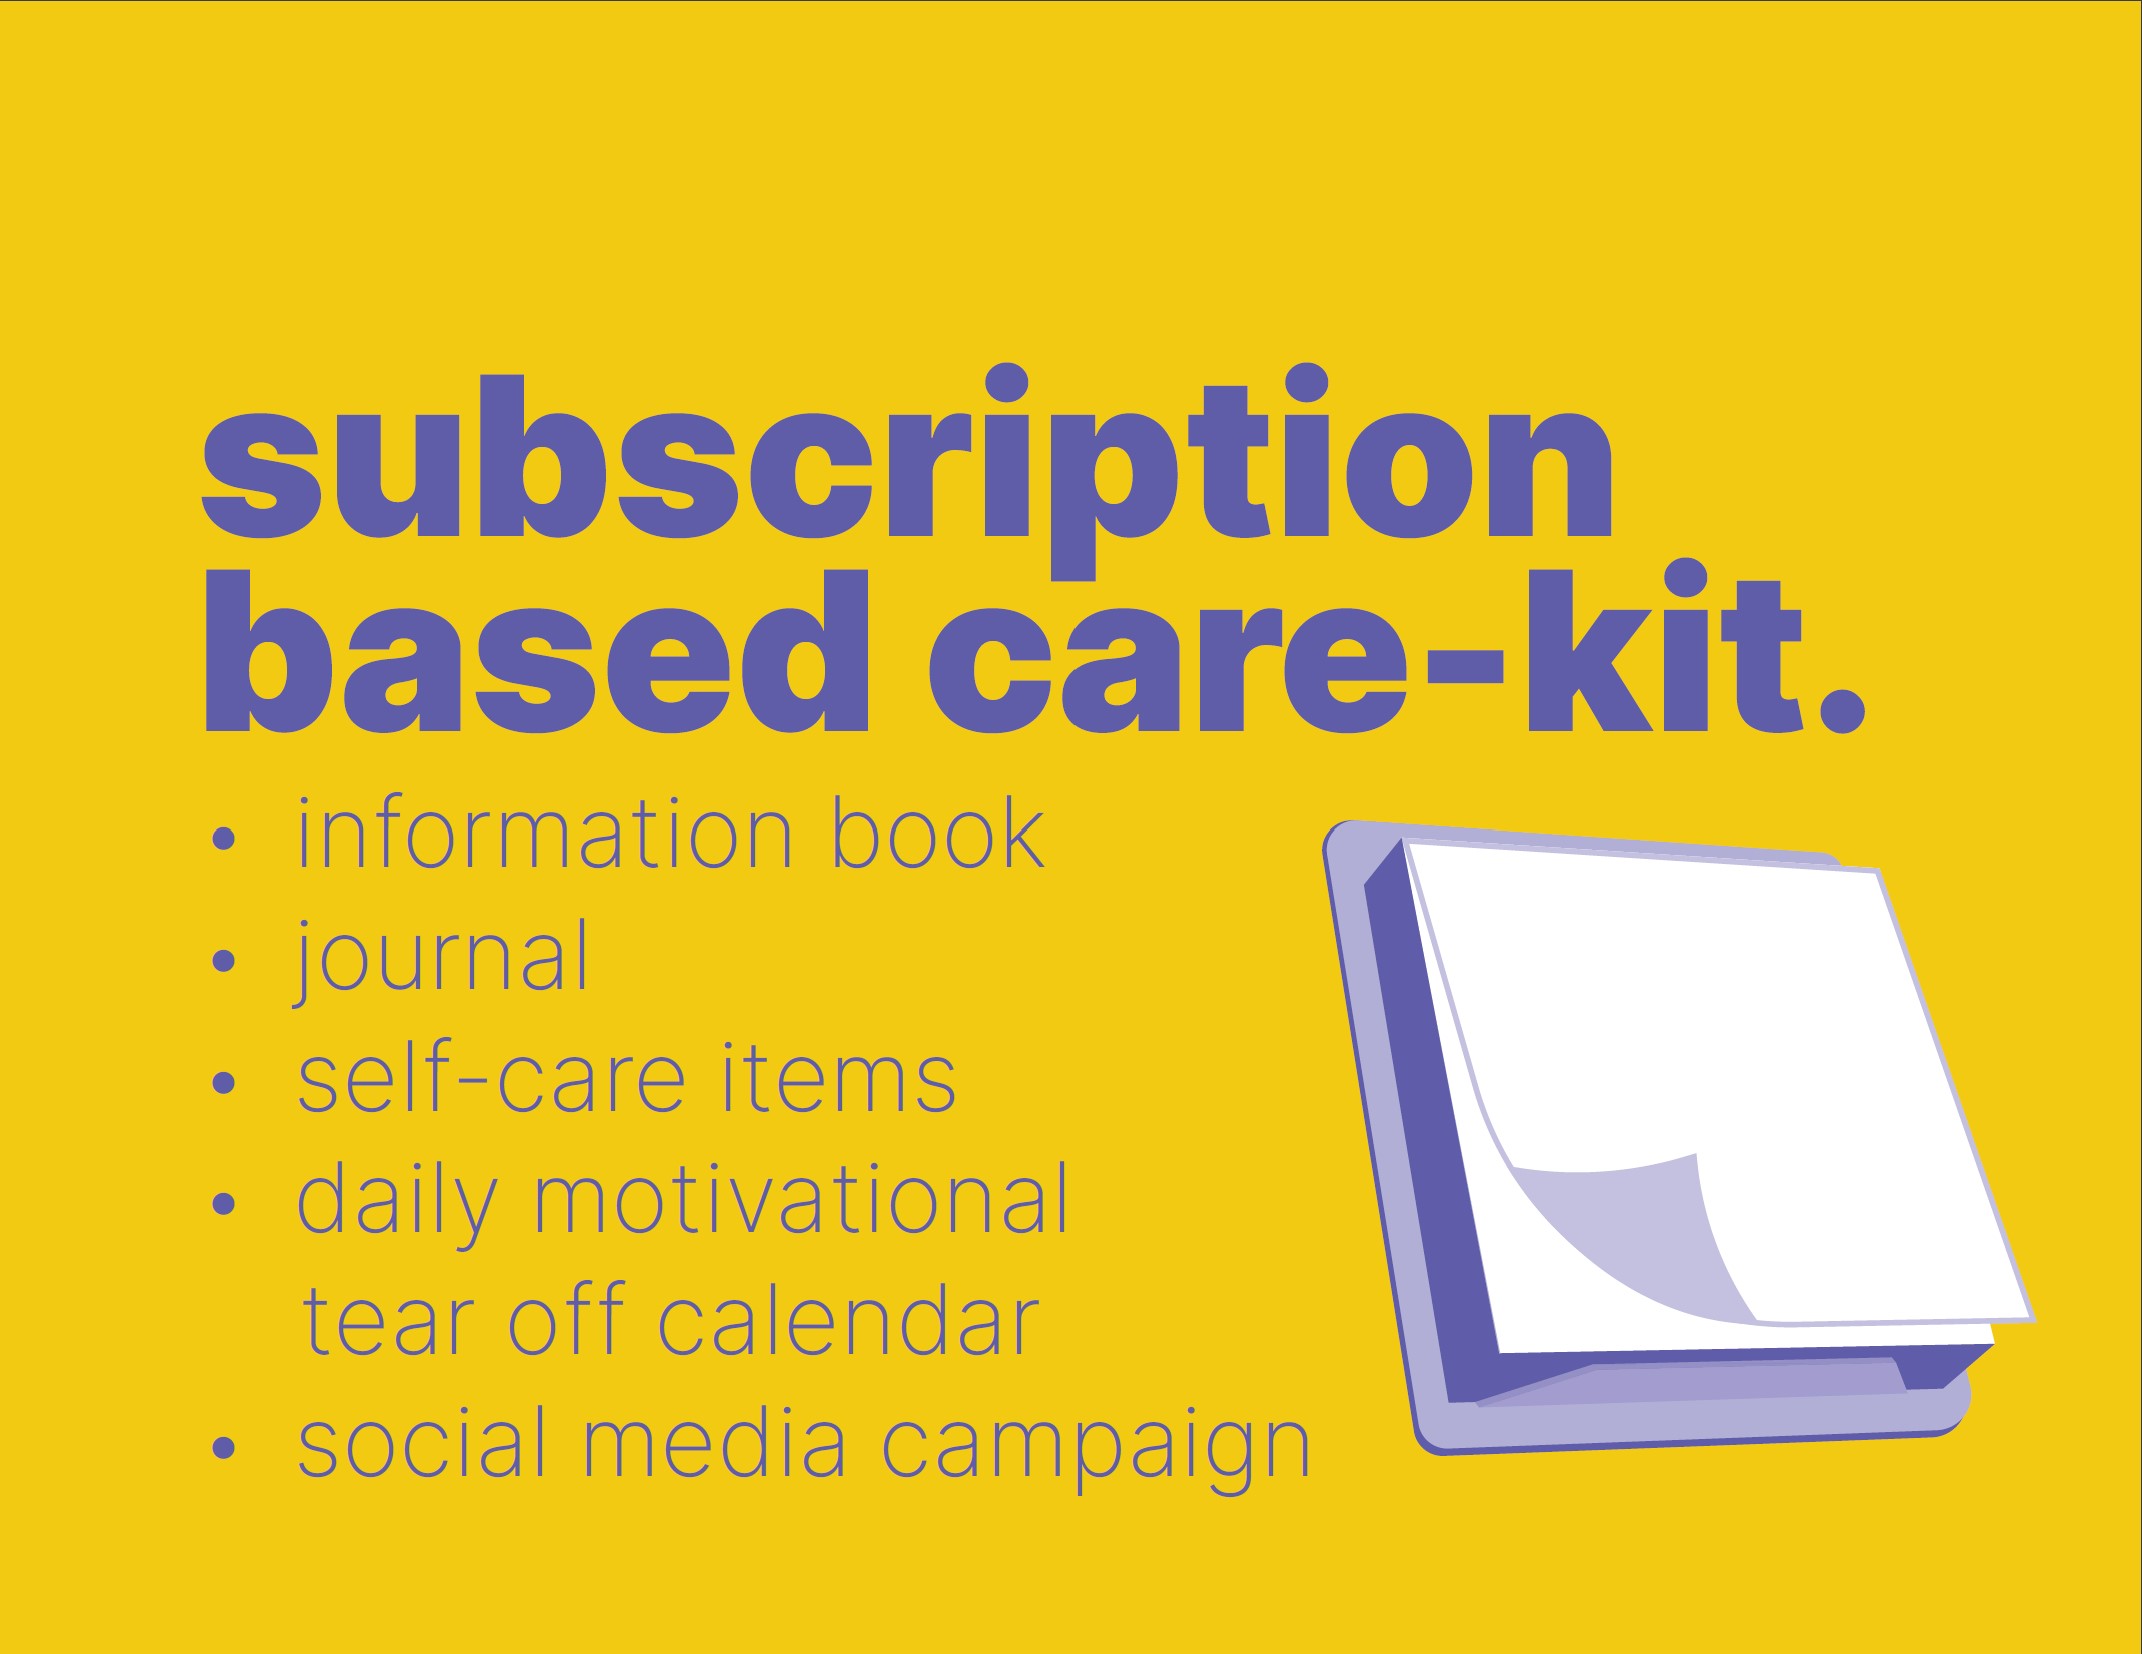 subscription
based care-kit.
• information book
• journal
• self-care items
• daily motivational
tear off calendar
• social media campaign